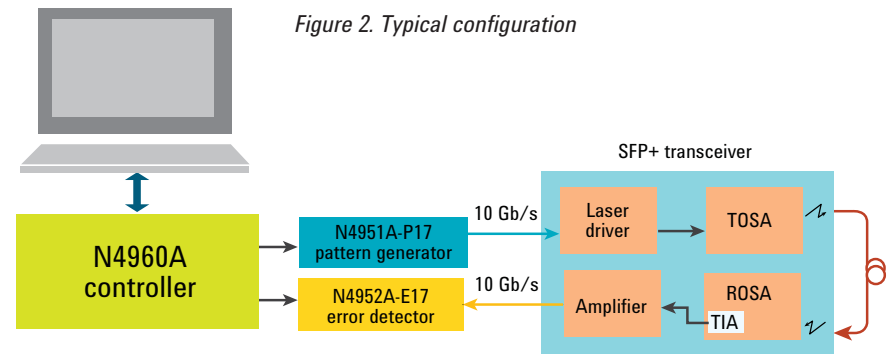 Figure 2. Typical configuration
SFP+ transceiver
N4960A
controller
N4951A-P17
pattern generator
10 Gb/s
Laser
driver
TOSA
N4952A-E17
error detector
10 Gb/s
Amplifier
ROSA
TIA